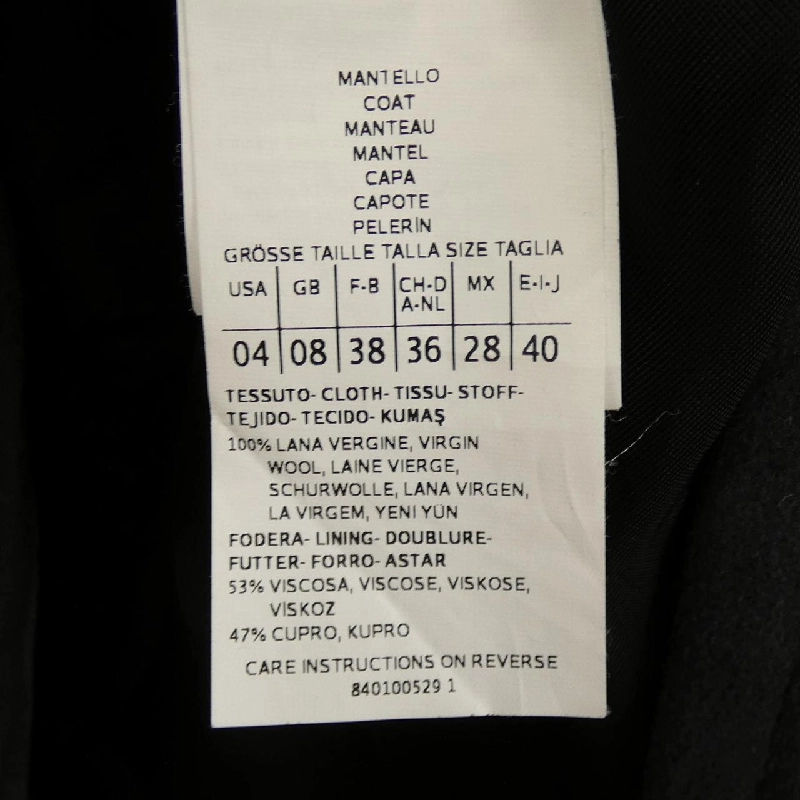 MANTELLO
COAT
MANTEAU
MANTEL
CAPA
CAPOTE
PELERİN
GRÖSSE TAILLE TALLA SIZE TAGLIA
USA GB F-B CH-D A-NL MX E-I-J
04 08 38 36 28 40
TESSUTO- CLOTH- TISSU- STOFF-
TEJIDO- TECIDO- KUMAŞ
100% LANA VERGINE, VIRGIN
WOOL, LAINE VIERGE,
SCHURWOLLE, LANA VIRGEN,
LA VIRGEM, YENİ YÜN
FODERA- LINING- DOUBLURE-
FUTTER- FORRO- ASTAR
53% VISCOSA, VISCOSE, VISKOSE,
VİSKOZ
47% CUPRO, KUPRO
CARE INSTRUCTIONS ON REVERSE
840100529 1